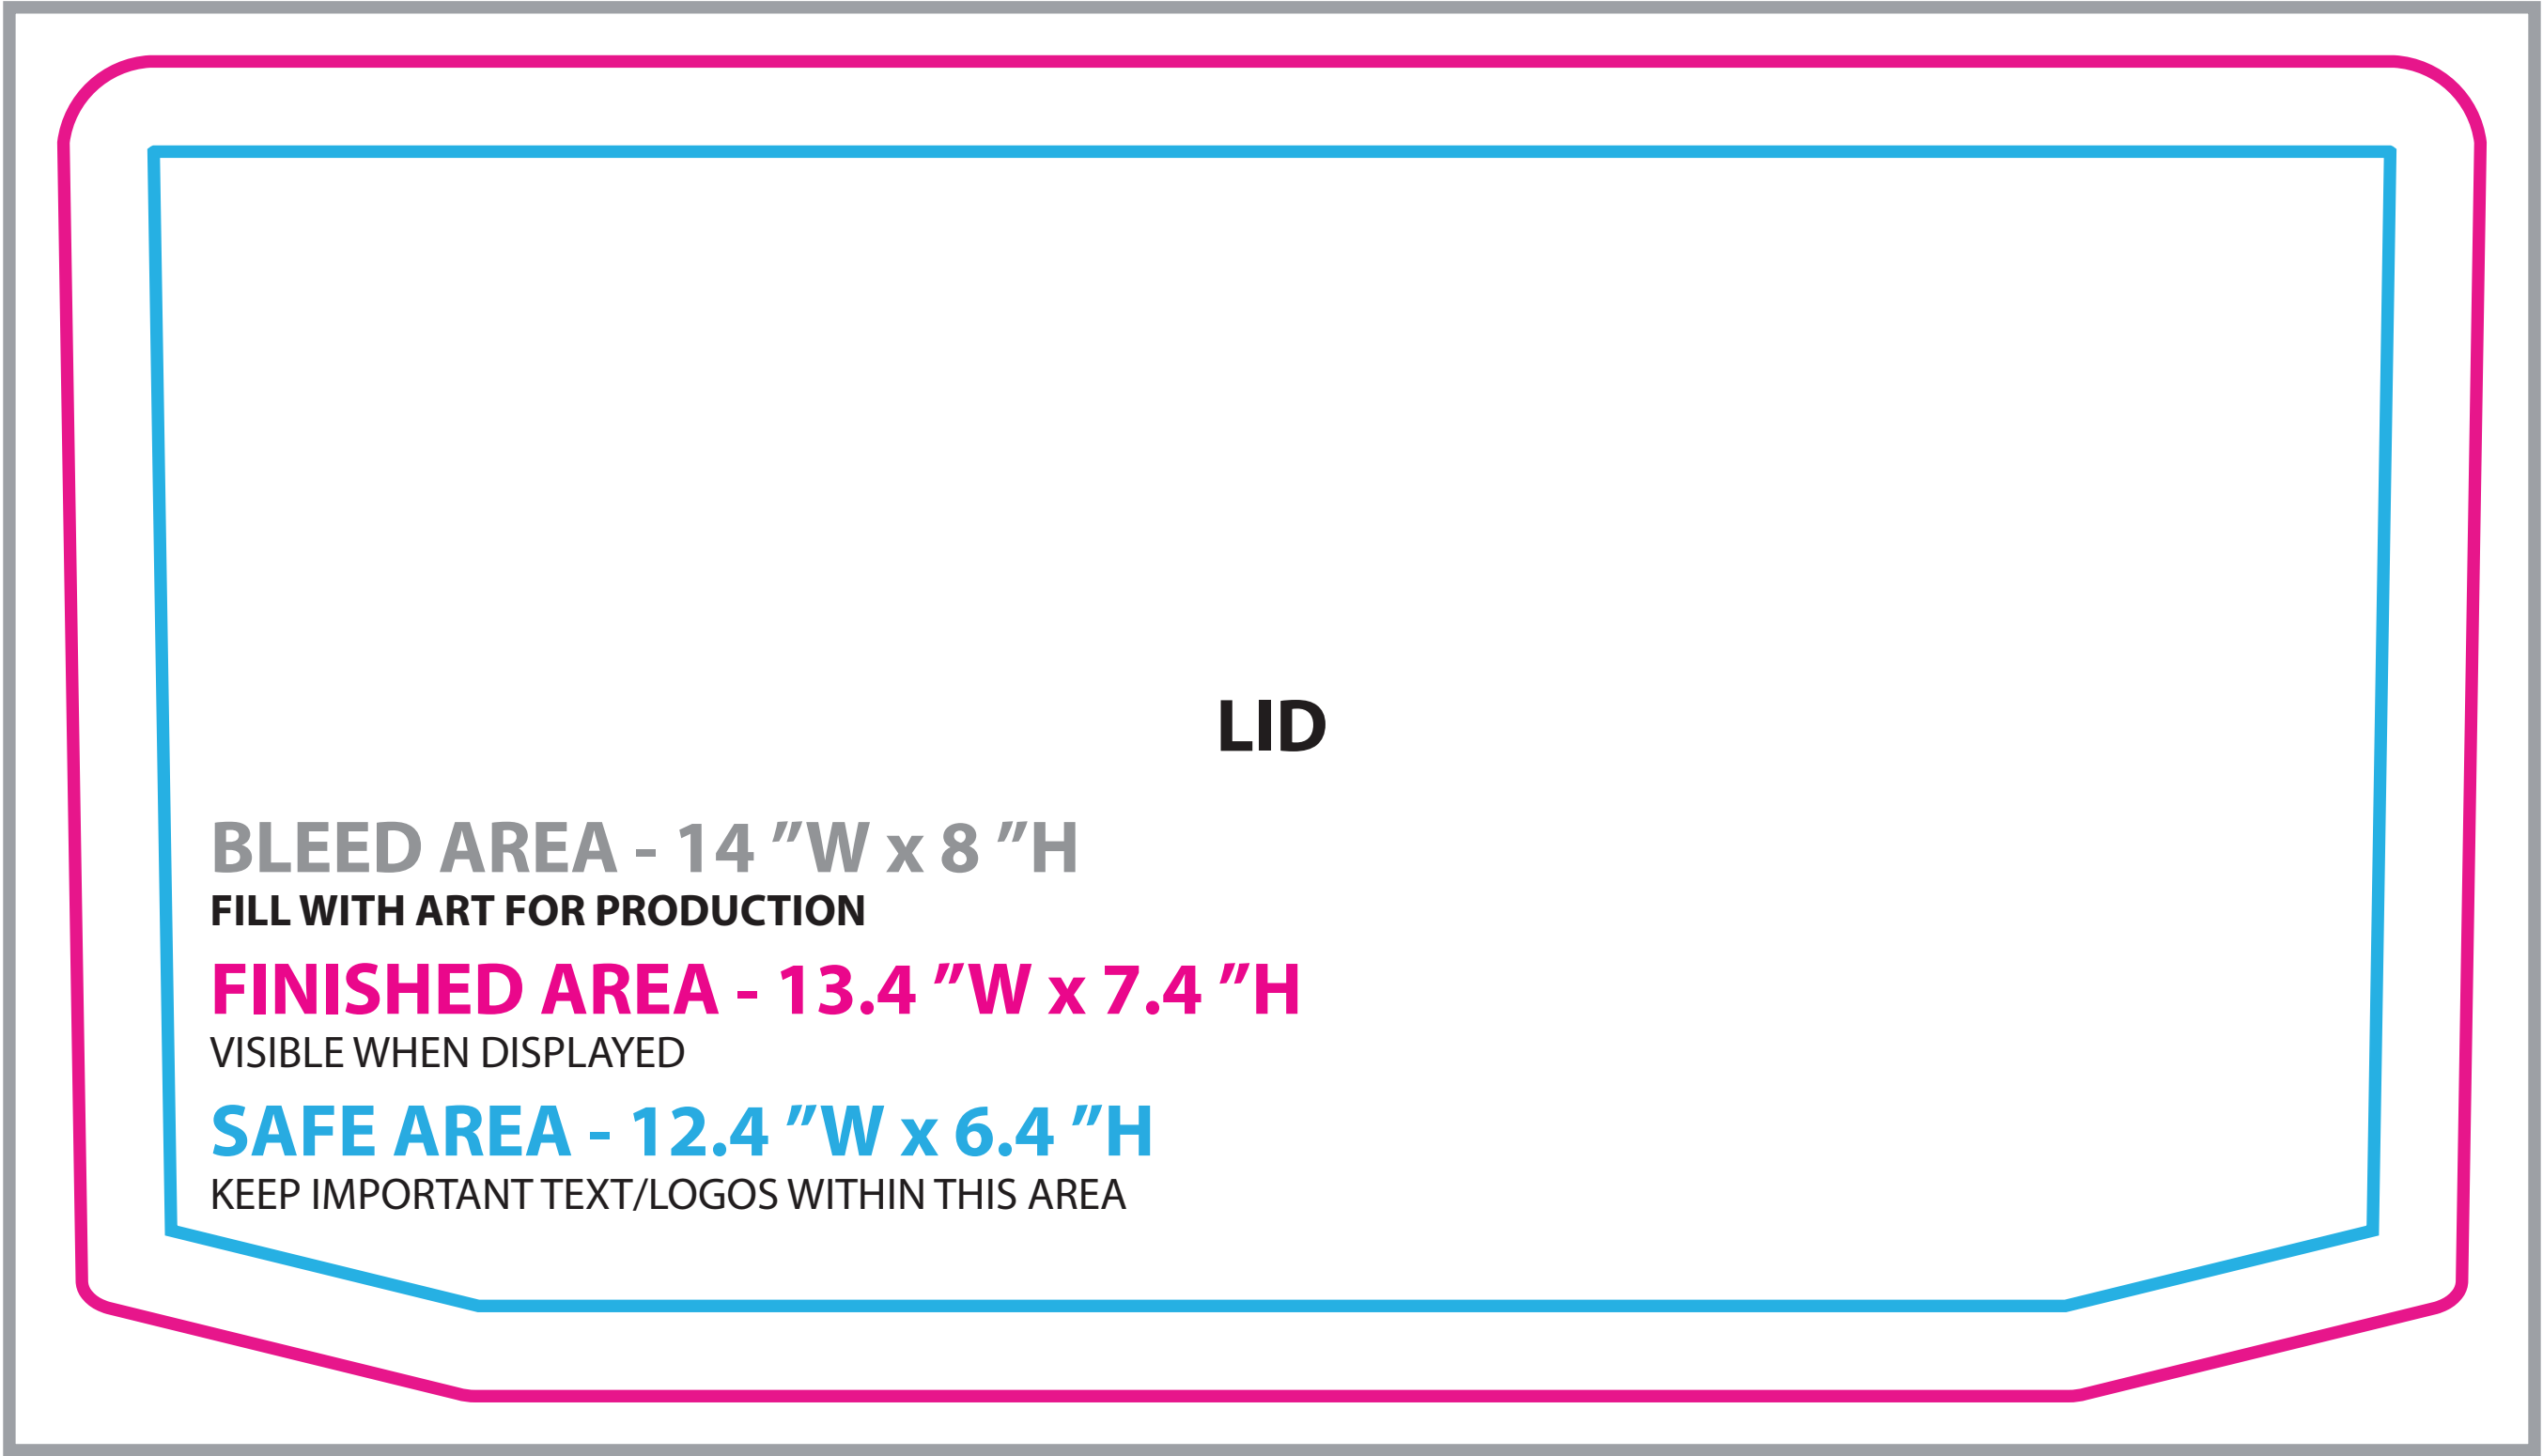 LID
BLEED AREA - 14 ”W x 8 ”H
FILL WITH ART FOR PRODUCTION
FINISHED AREA - 13.4 ”W x 7.4 ”H
VISIBLE WHEN DISPLAYED
SAFE AREA - 12.4 ”W x 6.4 ”H
KEEP IMPORTANT TEXT/LOGOS WITHIN THIS AREA